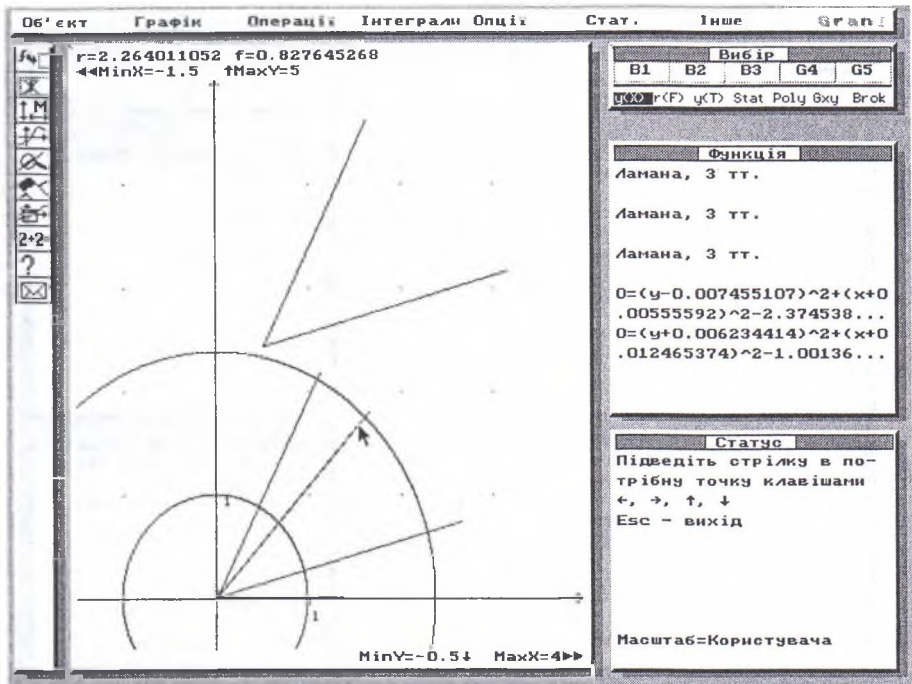 Об'єкт Графік Операції Інтеграли Опції Стат. Інше Gran1
r=2.264011052 f=0.827645268
◄◄MinX=-1.5 ↑MaxY=5
1
1
MinY=-0.5↓ MaxX=4►►
2+2=
?
Вибір
B1 B2 B3 G4 G5
y(X) r(F) y(T) Stat Poly Gxy Brok
Функція
Ламана, 3 тт.
Ламана, 3 тт.
Ламана, 3 тт.
0=(y-0.007455107)^2+(x+0
.00555592)^2-2.374538...
0=(y+0.006234414)^2+(x+0
.012465374)^2-1.00136...
Статус
Підведіть стрілку в по-
трібну точку клавішами
←, →, ↑, ↓
Esc - вихід
Масштаб=Користувача